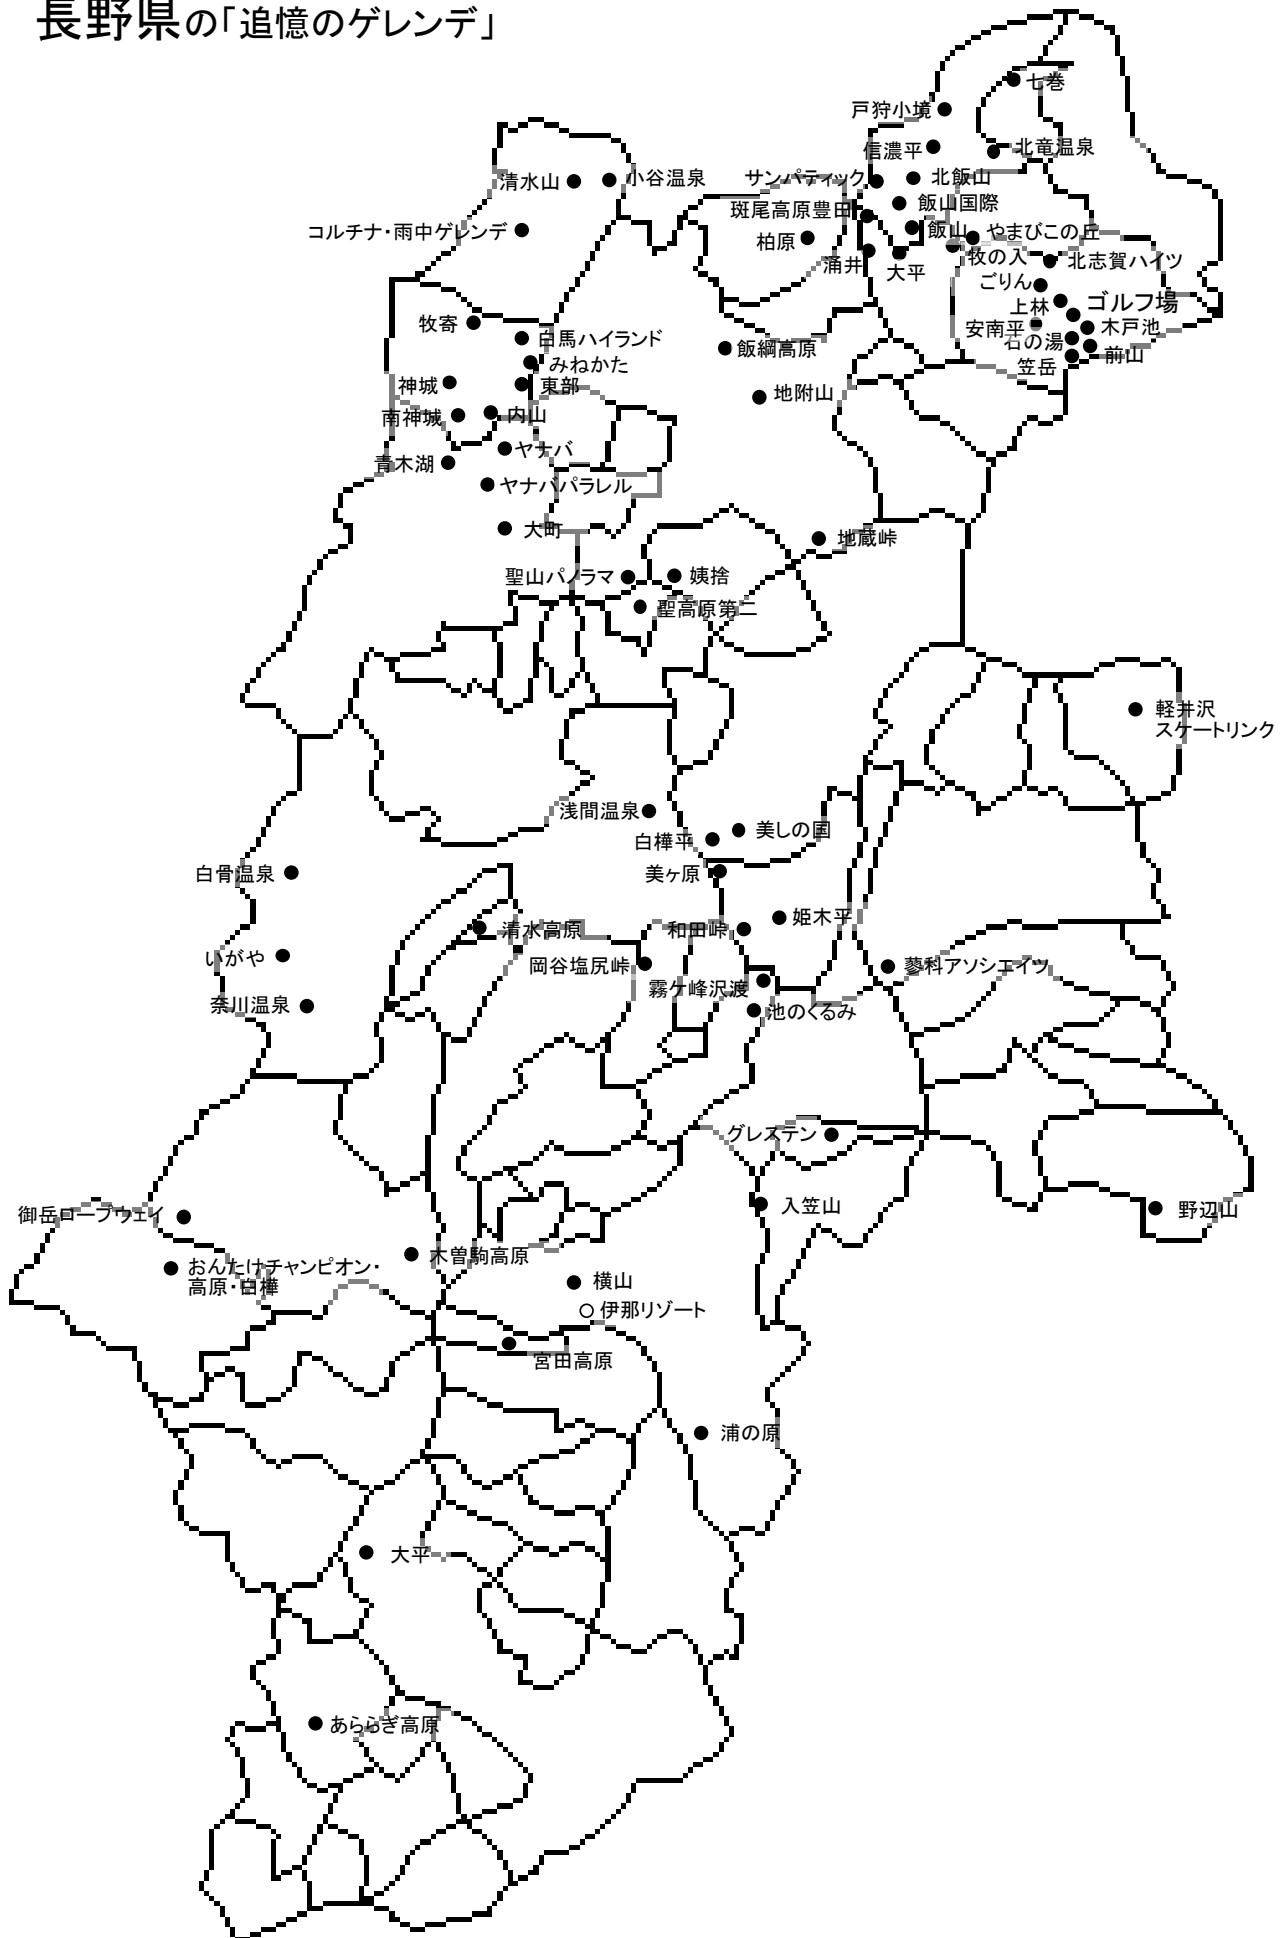 長野県の「追憶のゲレンデ」
七巻
戸狩小境
信濃平
北竜温泉
清水山
小谷温泉
サンパティック
北飯山
斑尾高原豊田
飯山国際
コルチナ・雨中ゲレンデ
柏原
飯山
やまびこの丘
涌井
大平
牧の入
北志賀ハイツ
ごりん
上林
ゴルフ場
牧寄
安南平
木戸池
白馬ハイランド
石の湯
飯綱高原
前山
みねかた
笠岳
神城
東部
地附山
南神城
内山
ヤナバ
青木湖
ヤナバパラレル
大町
地蔵峠
聖山パノラマ
姨捨
聖高原第二
軽井沢
スケートリンク
浅間温泉
美しの国
白樺平
白骨温泉
美ヶ原
姫木平
清水高原
和田峠
いがや
岡谷塩尻峠
蓼科アソシエイツ
霧ケ峰沢渡
奈川温泉
池のくるみ
グレステン
入笠山
野辺山
御岳ロープウェイ
木曽駒高原
おんたけチャンピオン・
高原・白樺
横山
伊那リゾート
宮田高原
浦の原
大平
あららぎ高原